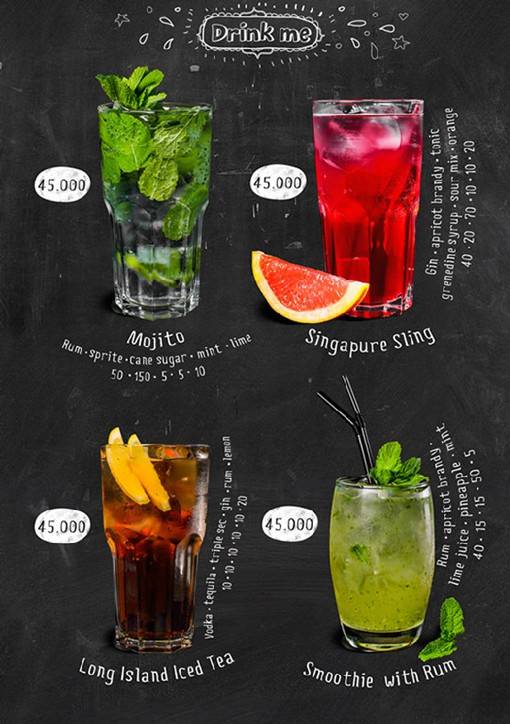 Drink me
45.000
Mojito
Rum·sprite·cane sugar·mint·lime
50·150·5·5·10
45.000
Singapure Sling
Gin·apricot brandy·tonic
grenedine syrup·sour mix·orange
40·20·70·10·10·20
45.000
Long Island Iced Tea
Vodka·tequila·triple sec·gin·rum·lemon
10·10·10·10·10·20
45.000
Smoothie with Rum
Rum·apricot brandy·
lime juice·pineapple·mint
40·15·15·50·5